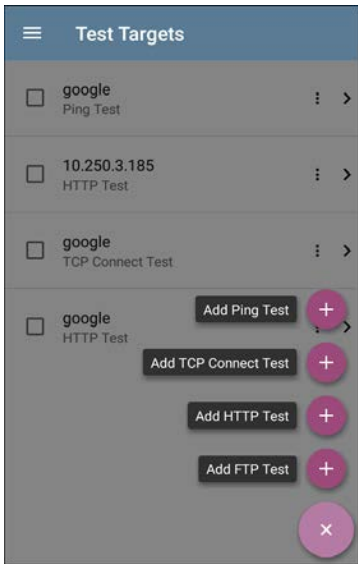 Test Targets
google
Ping Test
10.250.3.185
HTTP Test
google
TCP Connect Test
google
HTTP Test
Add Ping Test
Add TCP Connect Test
Add HTTP Test
Add FTP Test